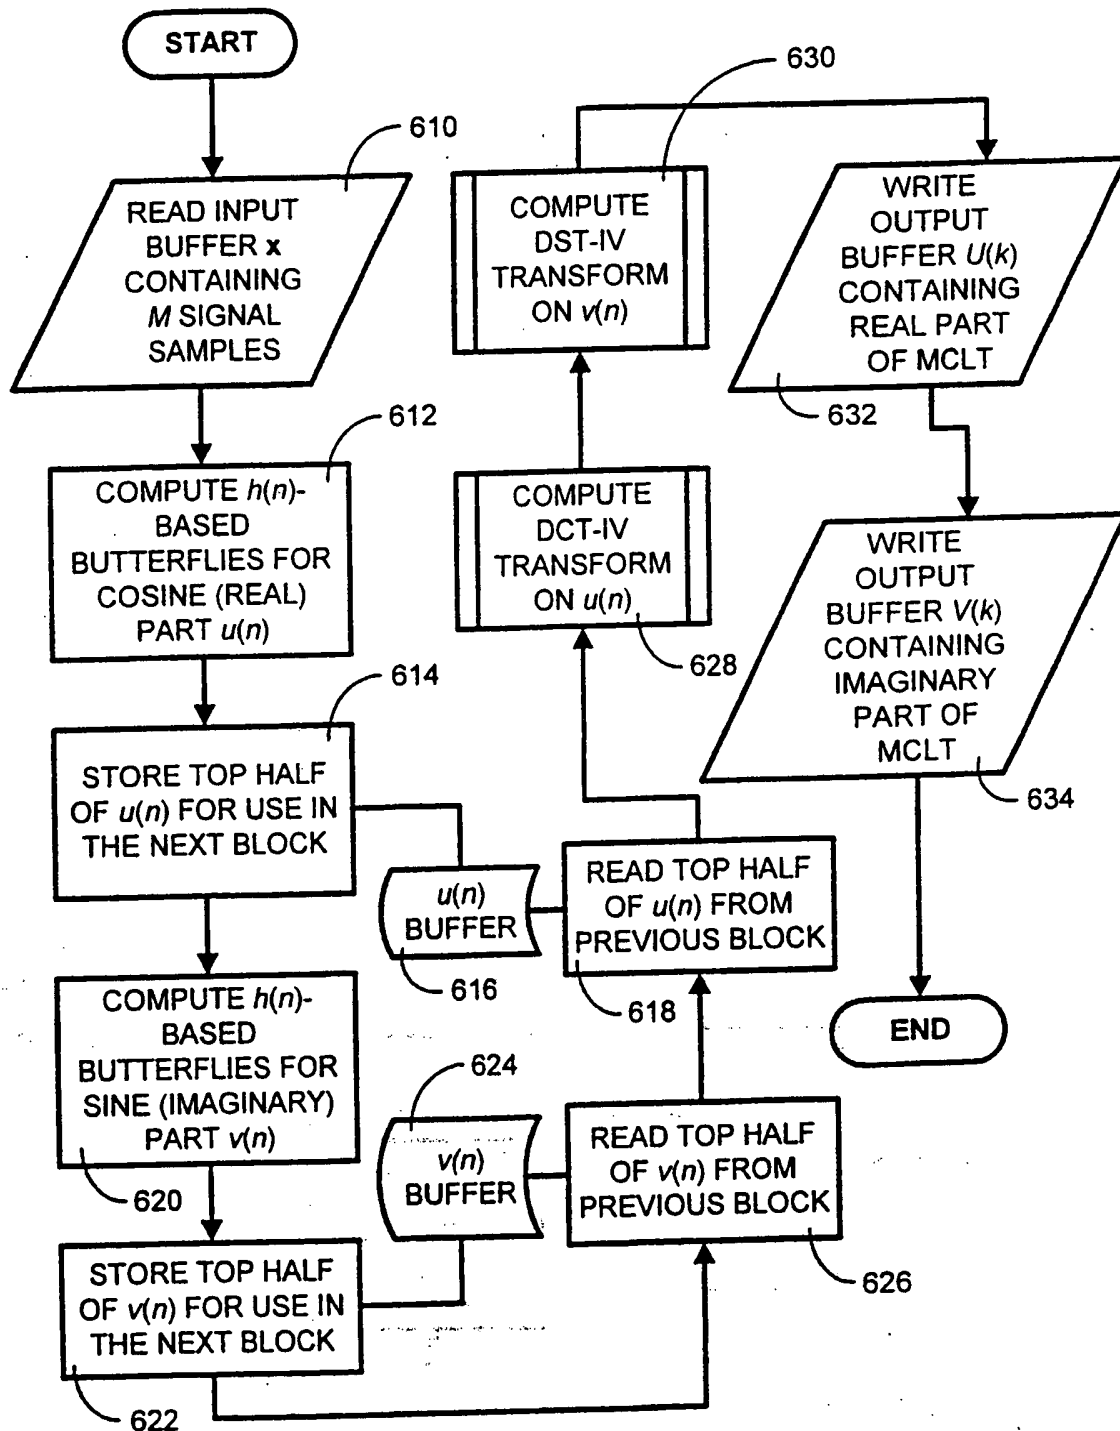 START
610
READ INPUT
BUFFER x
CONTAINING
M SIGNAL
SAMPLES
612
COMPUTE h(n)-
BASED
BUTTERFLIES FOR
COSINE (REAL)
PART u(n)
614
STORE TOP HALF
OF u(n) FOR USE IN
THE NEXT BLOCK
u(n)
BUFFER
616
COMPUTE h(n)-
BASED
BUTTERFLIES FOR
SINE (IMAGINARY)
PART v(n)
620
STORE TOP HALF
OF v(n) FOR USE IN
THE NEXT BLOCK
622
624
v(n)
BUFFER
READ TOP HALF
OF v(n) FROM
PREVIOUS BLOCK
626
READ TOP HALF
OF u(n) FROM
PREVIOUS BLOCK
618
COMPUTE
DCT-IV
TRANSFORM
ON u(n)
628
630
COMPUTE
DST-IV
TRANSFORM
ON v(n)
WRITE
OUTPUT
BUFFER U(k)
CONTAINING
REAL PART
OF MCLT
632
WRITE
OUTPUT
BUFFER V(k)
CONTAINING
IMAGINARY
PART OF
MCLT
634
END